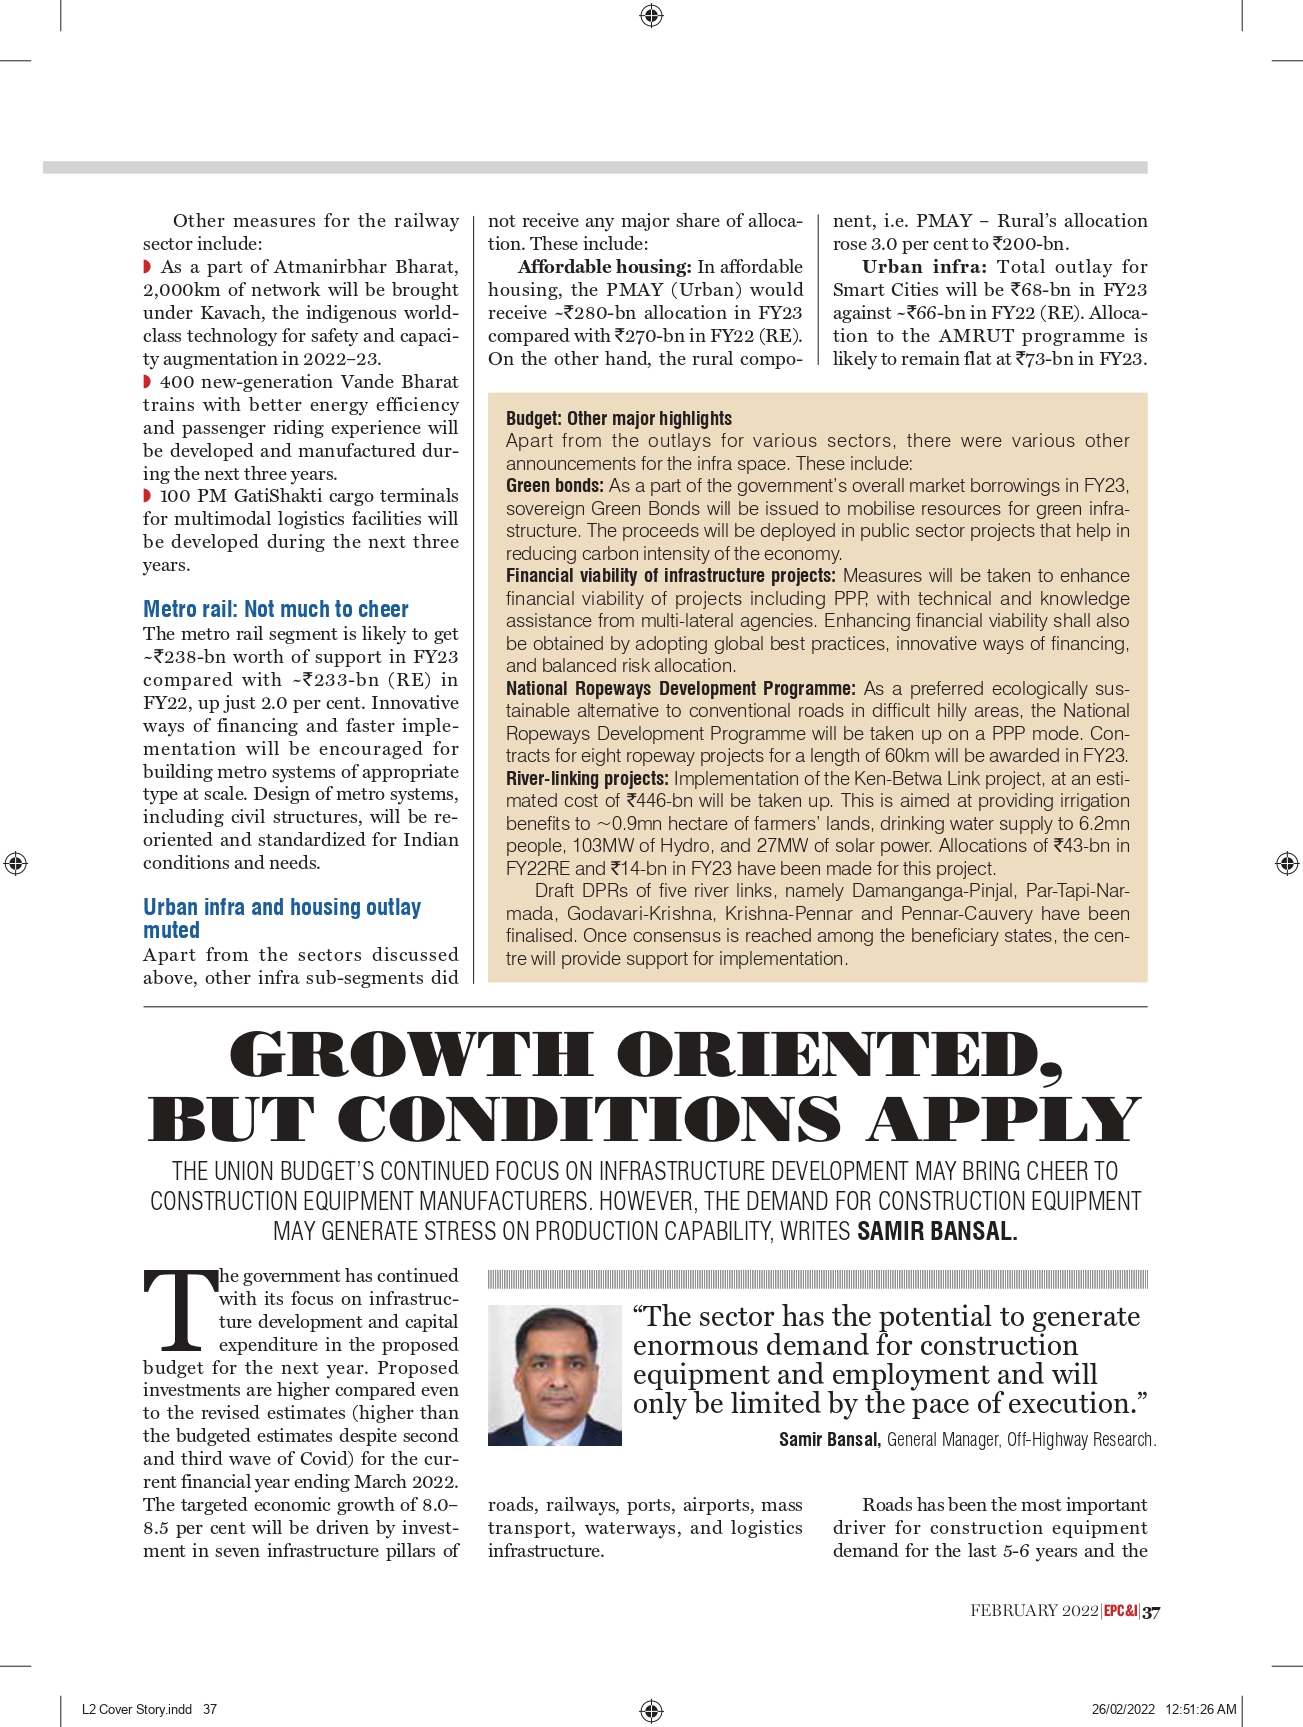 Other measures for the railway
sector include:
◗ As a part of Atmanirbhar Bharat,
2,000km of network will be brought
under Kavach, the indigenous world-
class technology for safety and capaci-
ty augmentation in 2022–23.
◗ 400 new-generation Vande Bharat
trains with better energy efficiency
and passenger riding experience will
be developed and manufactured dur-
ing the next three years.
◗ 100 PM GatiShakti cargo terminals
for multimodal logistics facilities will
be developed during the next three
years.
Metro rail: Not much to cheer
The metro rail segment is likely to get
~₹238-bn worth of support in FY23
compared with ~₹233-bn (RE) in
FY22, up just 2.0 per cent. Innovative
ways of financing and faster imple-
mentation will be encouraged for
building metro systems of appropriate
type at scale. Design of metro systems,
including civil structures, will be re-
oriented and standardized for Indian
conditions and needs.
Urban infra and housing outlay
muted
Apart from the sectors discussed
above, other infra sub-segments did
not receive any major share of alloca-
tion. These include:
Affordable housing: In affordable
housing, the PMAY (Urban) would
receive ~₹280-bn allocation in FY23
compared with ₹270-bn in FY22 (RE).
On the other hand, the rural compo-
nent, i.e. PMAY – Rural's allocation
rose 3.0 per cent to ₹200-bn.
Urban infra: Total outlay for
Smart Cities will be ₹68-bn in FY23
against ~₹66-bn in FY22 (RE). Alloca-
tion to the AMRUT programme is
likely to remain flat at ₹73-bn in FY23.
Budget: Other major highlights
Apart from the outlays for various sectors, there were various other
announcements for the infra space. These include:
Green bonds: As a part of the government's overall market borrowings in FY23,
sovereign Green Bonds will be issued to mobilise resources for green infra-
structure. The proceeds will be deployed in public sector projects that help in
reducing carbon intensity of the economy.
Financial viability of infrastructure projects: Measures will be taken to enhance
financial viability of projects including PPP, with technical and knowledge
assistance from multi-lateral agencies. Enhancing financial viability shall also
be obtained by adopting global best practices, innovative ways of financing,
and balanced risk allocation.
National Ropeways Development Programme: As a preferred ecologically sus-
tainable alternative to conventional roads in difficult hilly areas, the National
Ropeways Development Programme will be taken up on a PPP mode. Con-
tracts for eight ropeway projects for a length of 60km will be awarded in FY23.
River-linking projects: Implementation of the Ken-Betwa Link project, at an esti-
mated cost of ₹446-bn will be taken up. This is aimed at providing irrigation
benefits to ~0.9mn hectare of farmers' lands, drinking water supply to 6.2mn
people, 103MW of Hydro, and 27MW of solar power. Allocations of ₹43-bn in
FY22RE and ₹14-bn in FY23 have been made for this project.
Draft DPRs of five river links, namely Damanganga-Pinjal, Par-Tapi-Nar-
mada, Godavari-Krishna, Krishna-Pennar and Pennar-Cauvery have been
finalised. Once consensus is reached among the beneficiary states, the cen-
tre will provide support for implementation.
GROWTH ORIENTED,
BUT CONDITIONS APPLY
THE UNION BUDGET'S CONTINUED FOCUS ON INFRASTRUCTURE DEVELOPMENT MAY BRING CHEER TO
CONSTRUCTION EQUIPMENT MANUFACTURERS. HOWEVER, THE DEMAND FOR CONSTRUCTION EQUIPMENT
MAY GENERATE STRESS ON PRODUCTION CAPABILITY, WRITES SAMIR BANSAL.
The government has continued
with its focus on infrastruc-
ture development and capital
expenditure in the proposed
budget for the next year. Proposed
investments are higher compared even
to the revised estimates (higher than
the budgeted estimates despite second
and third wave of Covid) for the cur-
rent financial year ending March 2022.
The targeted economic growth of 8.0–
8.5 per cent will be driven by invest-
ment in seven infrastructure pillars of
“The sector has the potential to generate
enormous demand for construction
equipment and employment and will
only be limited by the pace of execution.”
Samir Bansal, General Manager, Off-Highway Research.
roads, railways, ports, airports, mass
transport, waterways, and logistics
infrastructure.
Roads has been the most important
driver for construction equipment
demand for the last 5-6 years and the
FEBRUARY 2022|EPC&I|37
L2 Cover Story.indd 37
26/02/2022 12:51:26 AM